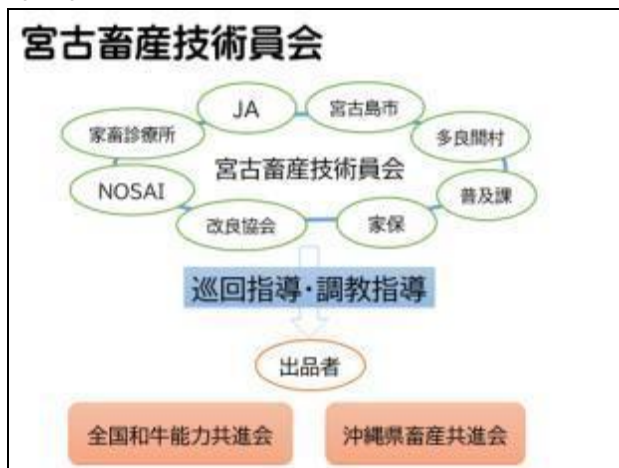 宮古畜産技術員会
JA
宮古島市
家畜診療所
多良間村
宮古畜産技術員会
NOSAI
普及課
改良協会
家保
巡回指導・調教指導
出品者
全国和牛能力共進会
沖縄県畜産共進会